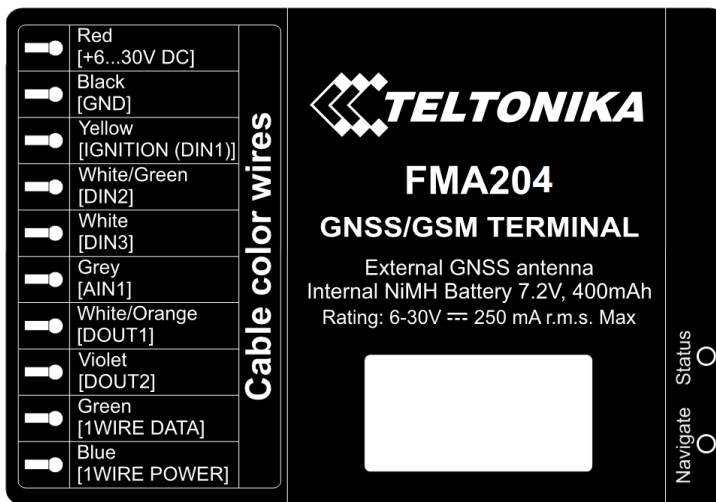 Red
[+6...30V DC]
Black
[GND]
Yellow
[IGNITION (DIN1)]
White/Green
[DIN2]
White
[DIN3]
Grey
[AIN1]
White/Orange
[DOUT1]
Violet
[DOUT2]
Green
[1WIRE DATA]
Blue
[1WIRE POWER]
Cable color wires
TELTONIKA
FMA204
GNSS/GSM TERMINAL
External GNSS antenna
Internal NiMH Battery 7.2V, 400mAh
Rating: 6-30V ⎓ 250 mA r.m.s. Max
Status
Navigate